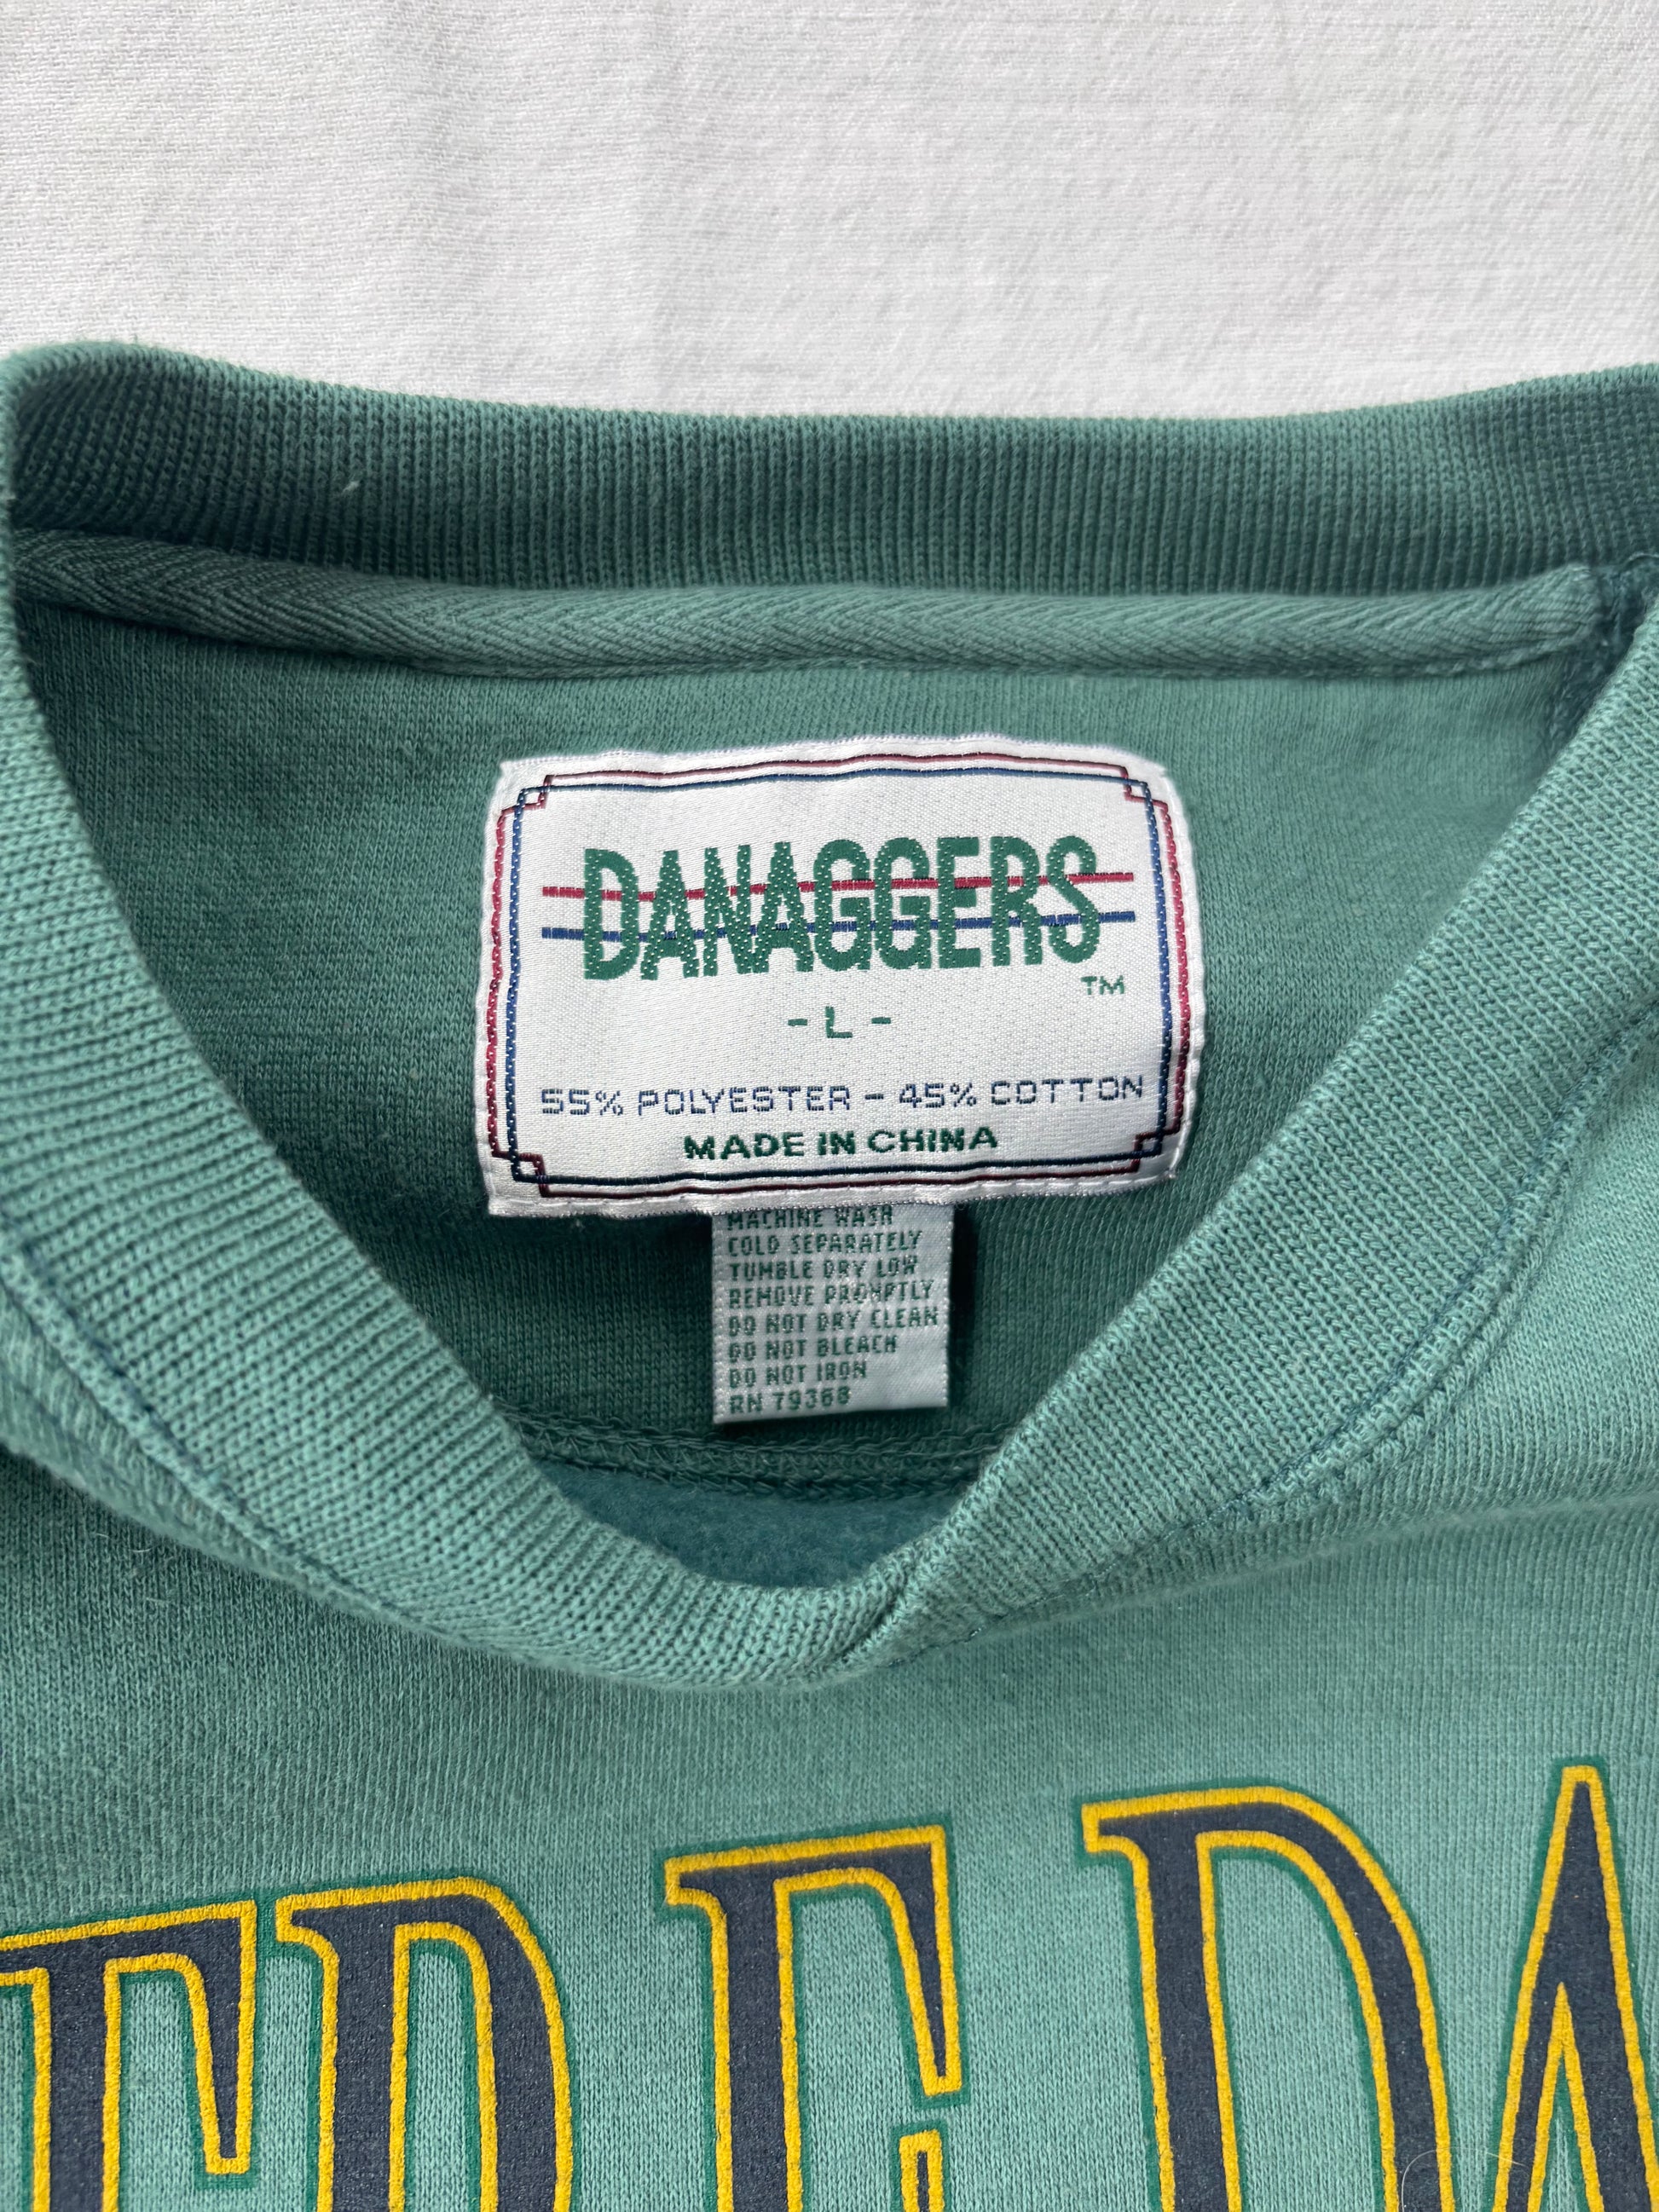 DANAGGERS
TM
- L -
55% POLYESTER - 45% COTTON
MADE IN CHINA
MACHINE WASH
COLD SEPARATELY
TUMBLE DRY LOW
REMOVE PROMPTLY
DO NOT DRY CLEAN
DO NOT BLEACH
DO NOT IRON
RN 79368